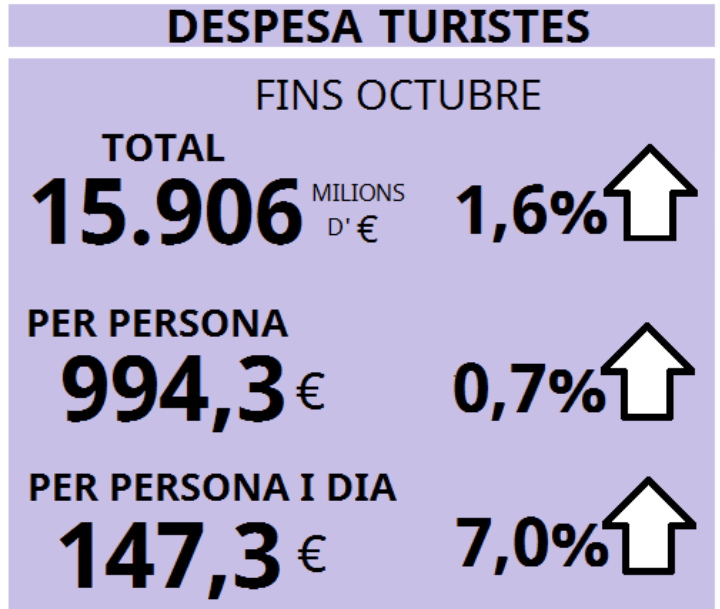 DESPESA TURISTES
FINS OCTUBRE
TOTAL
15.906 MILIONS D' € 1,6%
PER PERSONA
994,3 € 0,7%
PER PERSONA I DIA
147,3 € 7,0%